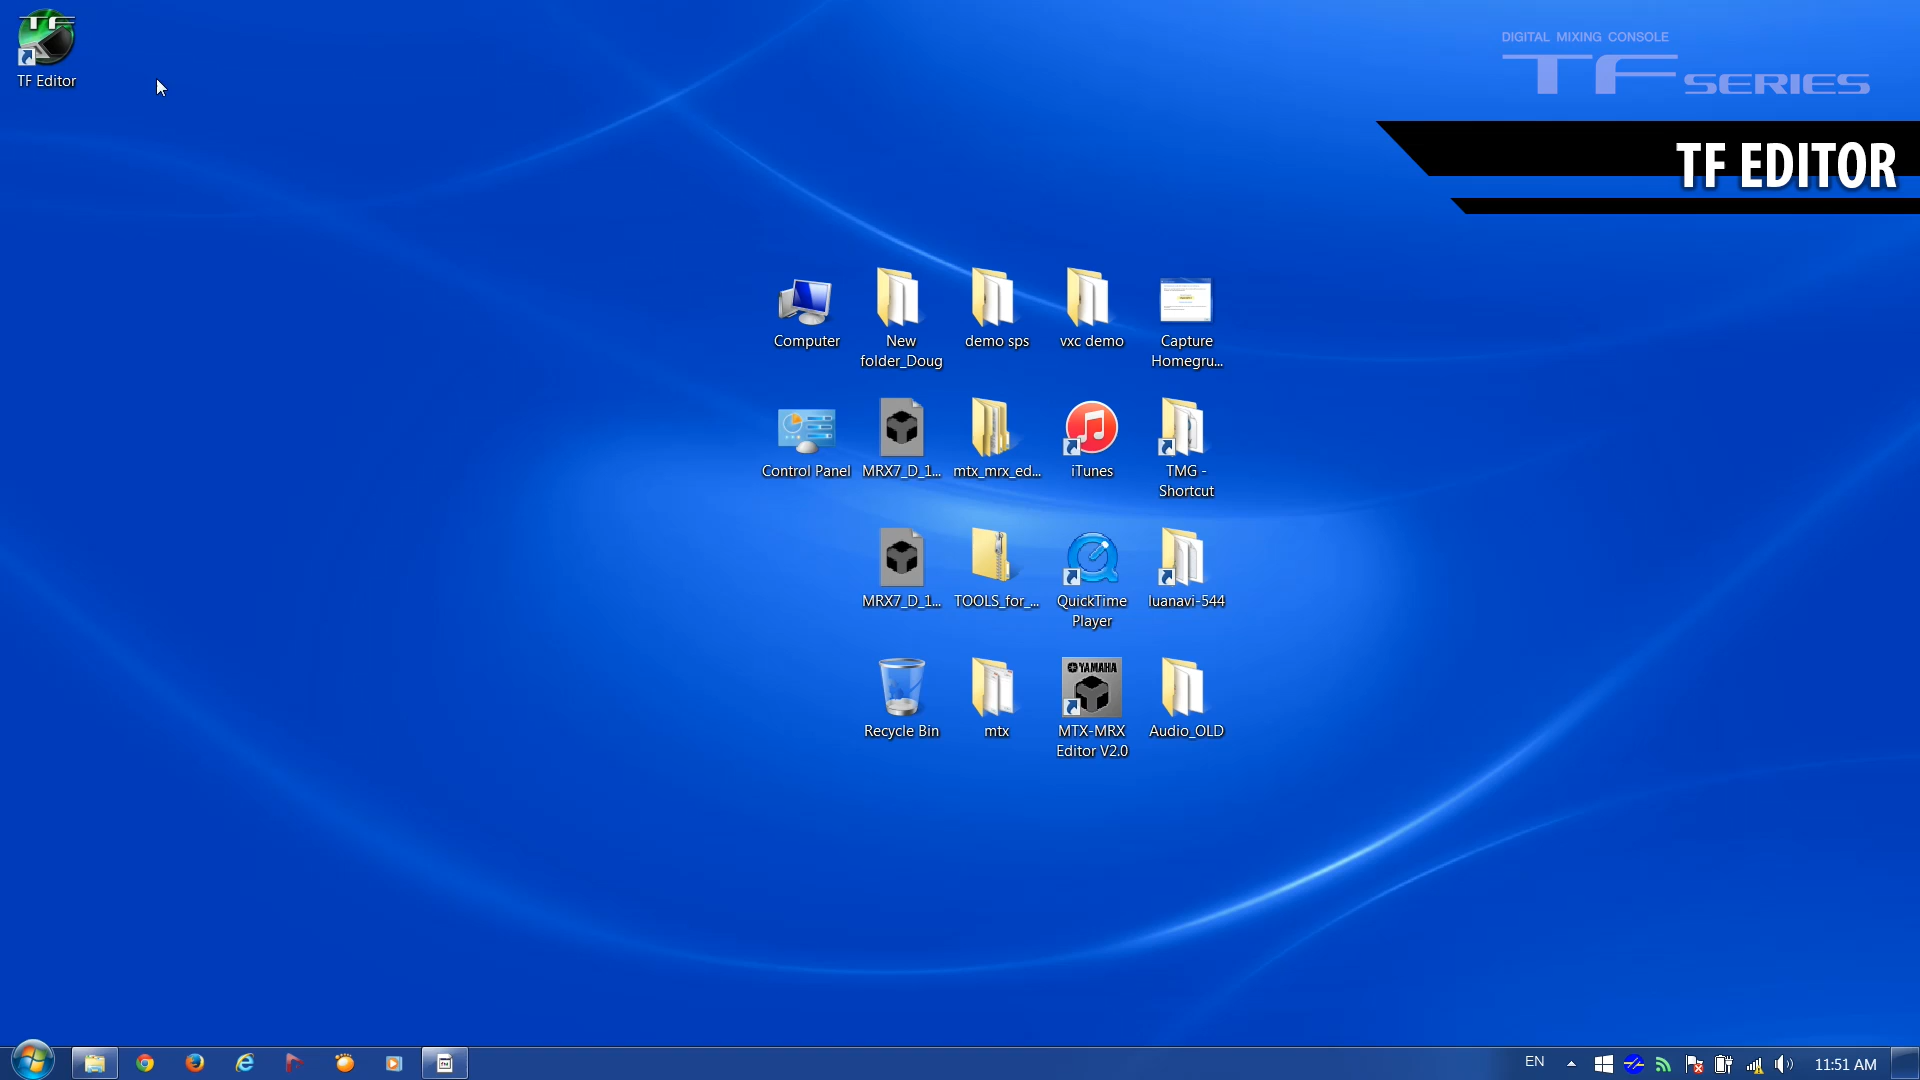 TF
TF Editor
DIGITAL MIXING CONSOLE
TF SERIES
TF EDITOR
Computer
New
folder_Doug
demo sps
vxc demo
Capture
Homegru...
Control Panel
MRX7_D_1...
mtx_mrx_ed...
iTunes
TMG -
Shortcut
MRX7_D_1...
TOOLS_for_...
QuickTime
Player
luanavi-544
Recycle Bin
mtx
YAMAHA
MTX-MRX
Editor V2.0
Audio_OLD
EN
11:51 AM